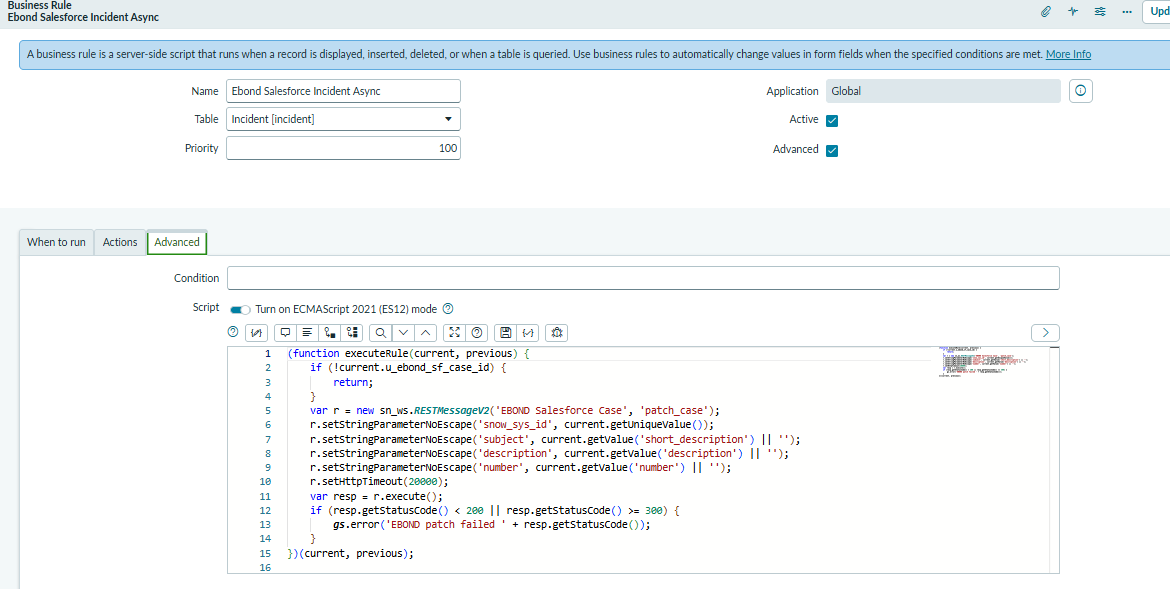 Business Rule
Ebond Salesforce Incident Async
Upd
A business rule is a server-side script that runs when a record is displayed, inserted, deleted, or when a table is queried. Use business rules to automatically change values in form fields when the specified conditions are met. More Info
Name Ebond Salesforce Incident Async
Application Global
Table Incident [incident]
Active
Priority 100
Advanced
When to run Actions Advanced
Condition
Script Turn on ECMAScript 2021 (ES12) mode
1 (function executeRule(current, previous) {
2 if (!current.u_ebond_sf_case_id) {
3 return;
4 }
5 var r = new sn_ws.RESTMessageV2('EBOND Salesforce Case', 'patch_case');
6 r.setStringParameterNoEscape('snow_sys_id', current.getUniqueValue());
7 r.setStringParameterNoEscape('subject', current.getValue('short_description') || '');
8 r.setStringParameterNoEscape('description', current.getValue('description') || '');
9 r.setStringParameterNoEscape('number', current.getValue('number') || '');
10 r.setHttpTimeout(20000);
11 var resp = r.execute();
12 if (resp.getStatusCode() < 200 || resp.getStatusCode() >= 300) {
13 gs.error('EBOND patch failed ' + resp.getStatusCode());
14 }
15 })(current, previous);
16